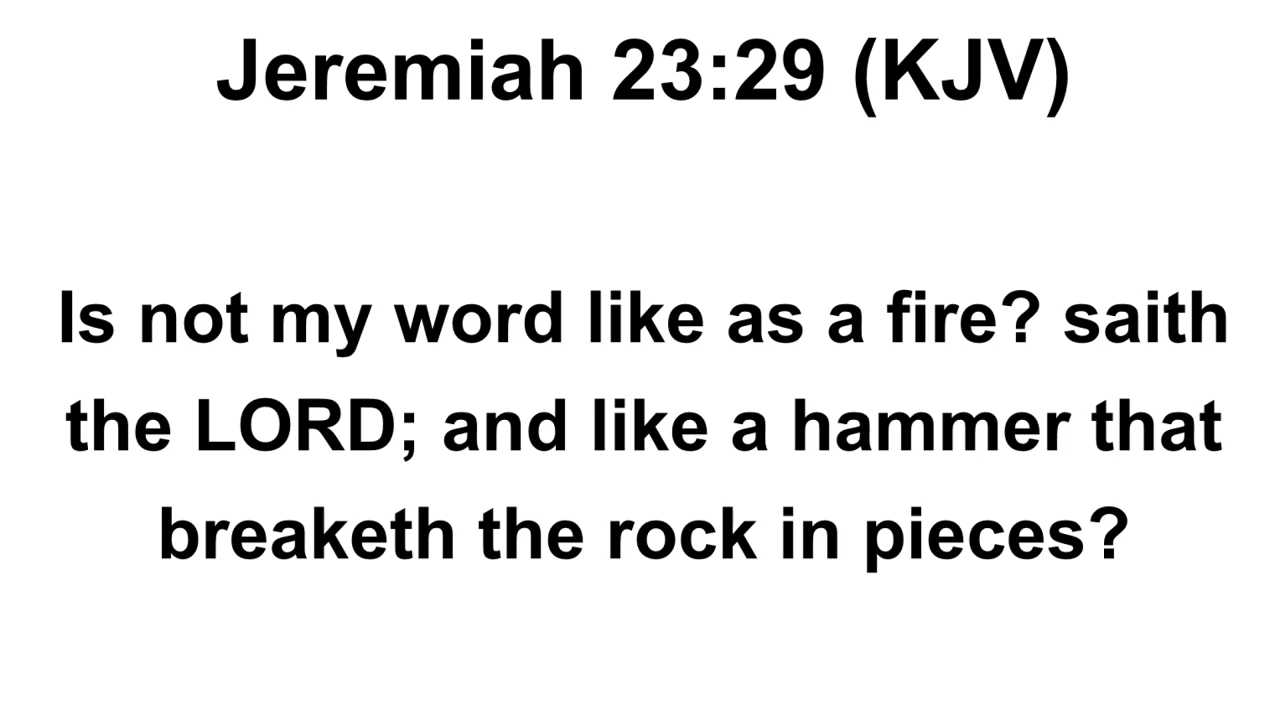 Jeremiah 23:29 (KJV)
Is not my word like as a fire? saith
the LORD; and like a hammer that
breaketh the rock in pieces?